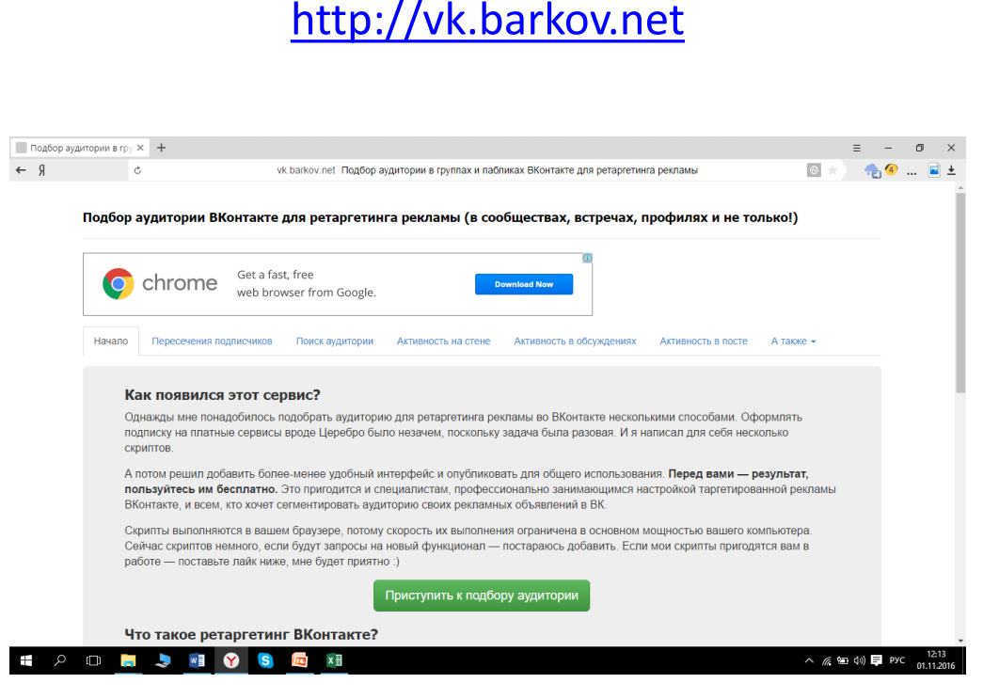 http://vk.barkov.net
Подбор аудитории в гру
Я
vk.barkov.net Подбор аудитории в группах и пабликах ВКонтакте для ретаргетинга рекламы
4
Подбор аудитории ВКонтакте для ретаргетинга рекламы (в сообществах, встречах, профилях и не только!)
chrome
Get a fast, free
web browser from Google.
Download Now
Начало Пересечения подписчиков Поиск аудитории Активность на стене Активность в обсуждениях Активность в посте А также
Как появился этот сервис?
Однажды мне понадобилось подобрать аудиторию для ретаргетинга рекламы во ВКонтакте несколькими способами. Оформлять
подписку на платные сервисы вроде Церебро было незачем, поскольку задача была разовая. И я написал для себя несколько
скриптов.
А потом решил добавить более-менее удобный интерфейс и опубликовать для общего использования. Перед вами — результат,
пользуйтесь им бесплатно. Это пригодится и специалистам, профессионально занимающимся настройкой таргетированной рекламы
ВКонтакте, и всем, кто хочет сегментировать аудиторию своих рекламных объявлений в ВК.
Скрипты выполняются в вашем браузере, потому скорость их выполнения ограничена в основном мощностью вашего компьютера.
Сейчас скриптов немного, если будут запросы на новый функционал — постараюсь добавить. Если мои скрипты пригодятся вам в
работе — поставьте лайк ниже, мне будет приятно :)
Приступить к подбору аудитории
Что такое ретаргетинг ВКонтакте?
РУС
12:13
01.11.2016